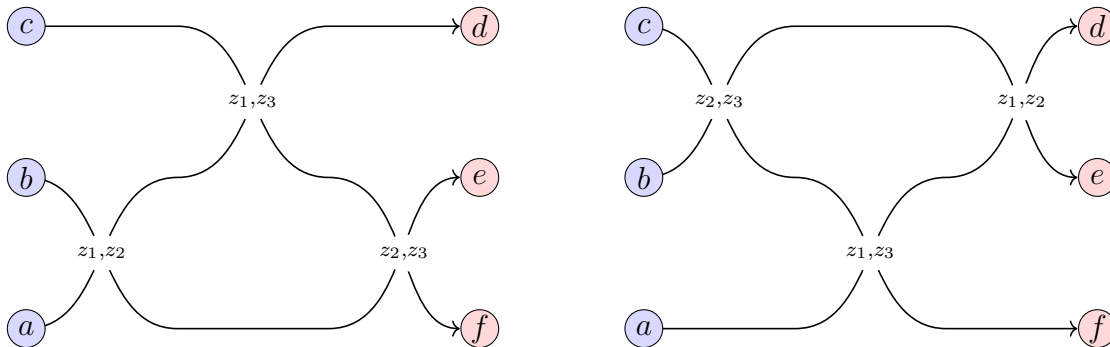 c d c d
z₁,z₃ z₂,z₃ z₁,z₂
b e b e
z₁,z₂ z₂,z₃ z₁,z₃
a f a f